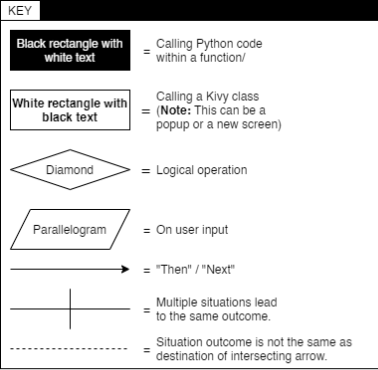 KEY
Black rectangle with
white text
= Calling Python code
within a function/
White rectangle with
black text
= Calling a Kivy class
(Note: This can be a
popup or a new screen)
Diamond
= Logical operation
Parallelogram
= On user input
= "Then" / "Next"
= Multiple situations lead
to the same outcome.
= Situation outcome is not the same as
destination of intersecting arrow.